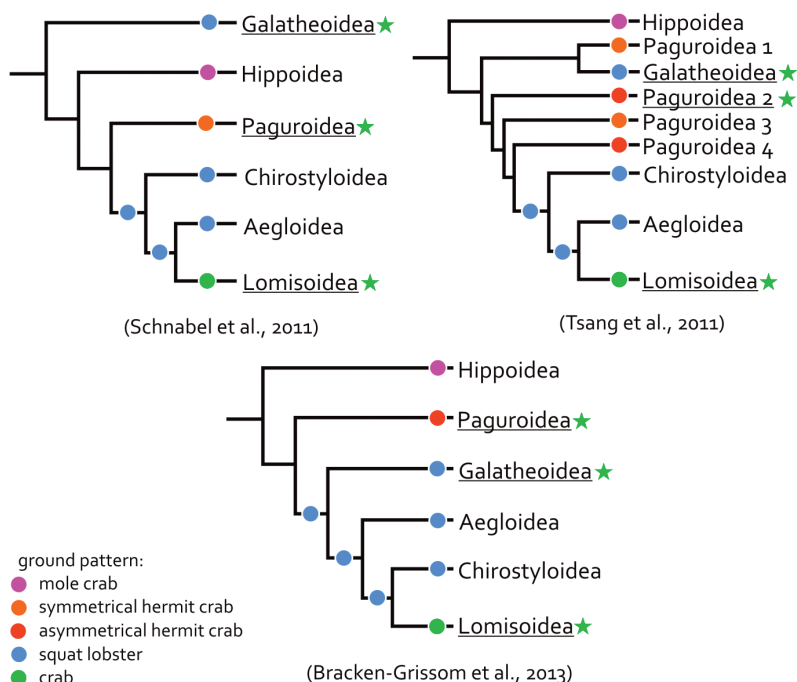 Galatheoidea
Hippoidea
Paguroidea
Chirostyloidea
Aegloidea
Lomisoidea
(Schnabel et al., 2011)
Hippoidea
Paguroidea 1
Galatheoidea
Paguroidea 2
Paguroidea 3
Paguroidea 4
Chirostyloidea
Aegloidea
Lomisoidea
(Tsang et al., 2011)
Hippoidea
Paguroidea
Galatheoidea
Aegloidea
Chirostyloidea
Lomisoidea
(Bracken-Grissom et al., 2013)
ground pattern:
mole crab
symmetrical hermit crab
asymmetrical hermit crab
squat lobster
crab